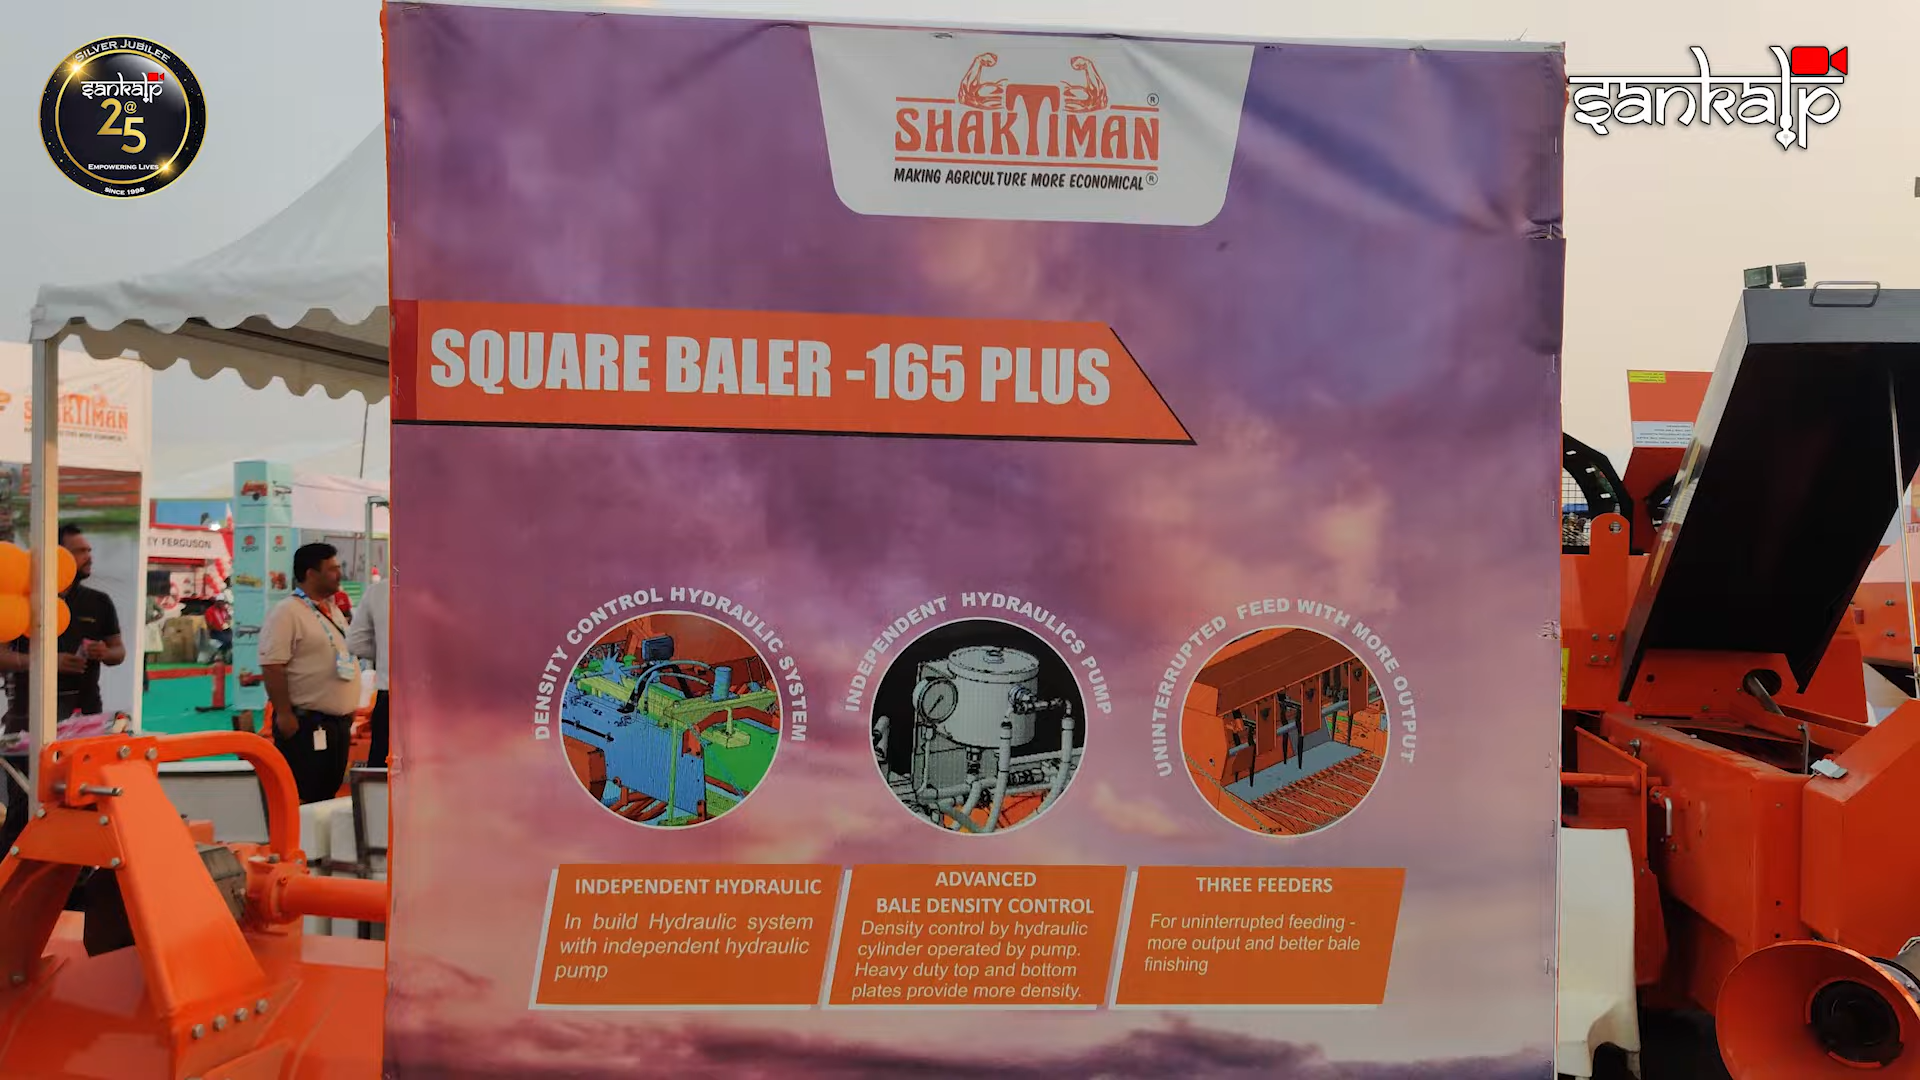 SILVER JUBILEE
sankalp
2@5
EMPOWERING LIVES
SINCE 1998
sankalp
SHAKTIMAN®
MAKING AGRICULTURE MORE ECONOMICAL®
SQUARE BALER -165 PLUS
SHAKTIMAN
Y FERGUSON
DENSITY CONTROL HYDRAULIC SYSTEM
INDEPENDENT HYDRAULICS PUMP
UNINTERRUPTED FEED WITH MORE OUTPUT
INDEPENDENT HYDRAULIC
In build Hydraulic system
with independent hydraulic
pump
ADVANCED
BALE DENSITY CONTROL
Density control by hydraulic
cylinder operated by pump.
Heavy duty top and bottom
plates provide more density.
THREE FEEDERS
For uninterrupted feeding -
more output and better bale
finishing